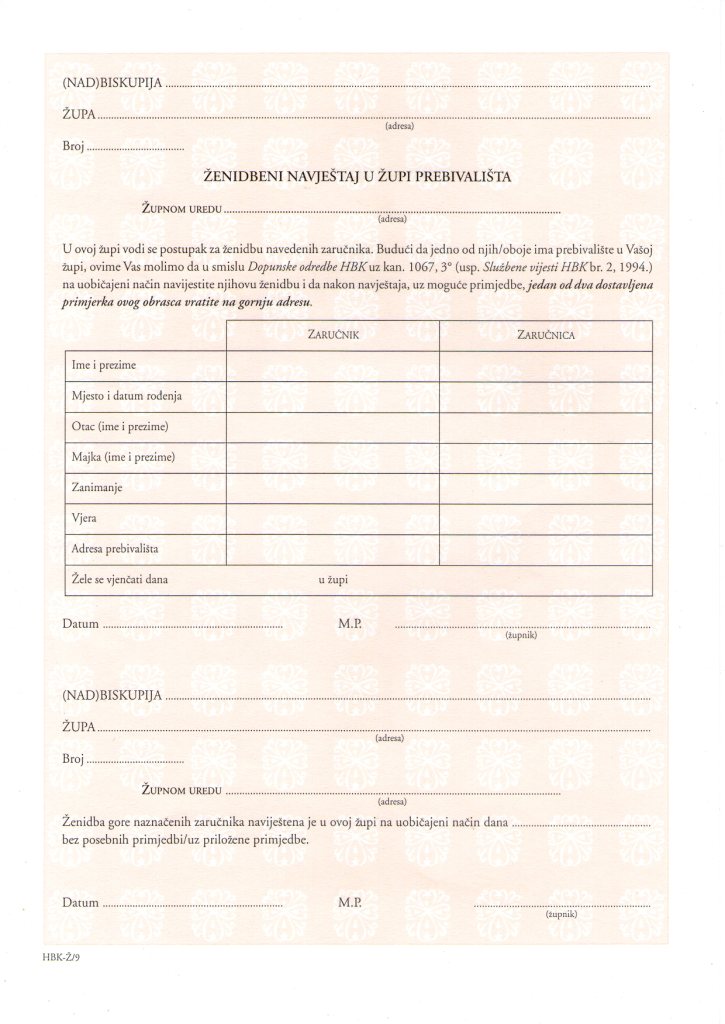 (NAD)BISKUPIJA ........................................
ŽUPA ........................................
(adresa)
Broj ........................................
ŽENIDBENI NAVJEŠTAJ U ŽUPI PREBIVALIŠTA
ŽUPNOM UREDU ........................................
(adresa)
U ovoj župi vodi se postupak za ženidbu navedenih zaručnika. Budući da jedno od njih/oboje ima prebivalište u Vašoj
župi, ovime Vas molimo da u smislu Dopunske odredbe HBK uz kan. 1067, 3° (usp. Službene vijesti HBK br. 2, 1994.)
na uobičajeni način navijestite njihovu ženidbu i da nakon navještaja, uz moguće primjedbe, jedan od dva dostavljena
primjerka ovog obrasca vratite na gornju adresu.
ZARUČNIK ZARUČNICA
Ime i prezime
Mjesto i datum rođenja
Otac (ime i prezime)
Majka (ime i prezime)
Zanimanje
Vjera
Adresa prebivališta
Žele se vjenčati dana u župi
Datum ........................................ M.P. ........................................
(župnik)
(NAD)BISKUPIJA ........................................
ŽUPA ........................................
(adresa)
Broj ........................................
ŽUPNOM UREDU ........................................
(adresa)
Ženidba gore naznačenih zaručnika naviještena je u ovoj župi na uobičajeni način dana ........................................
bez posebnih primjedbi/uz priložene primjedbe.
Datum ........................................ M.P. ........................................
(župnik)
HBK-Ž/9